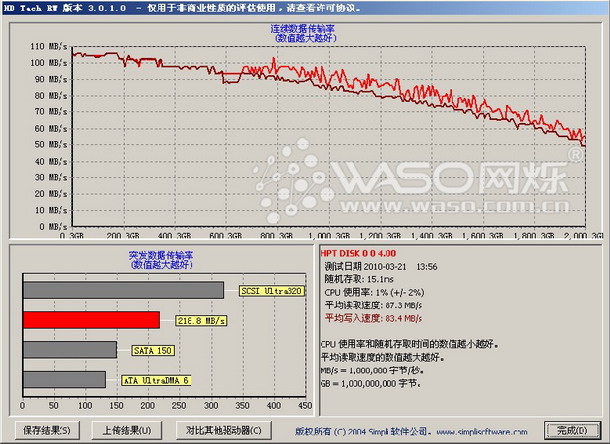 HD Tach RW 版本 3.0.1.0 - 仅用于非商业性质的评估使用，请查看许可协议。
连续数据传输率
(数值越大越好)
110 MB/s
100 MB/s
90 MB/s
80 MB/s
70 MB/s
60 MB/s
50 MB/s
40 MB/s
30 MB/s
20 MB/s
10 MB/s
0 MB/s
0.3GB 200.3GB 400.3GB 600.3GB 800.3GB 1,000.3GB 1,200.3GB 1,400.3GB 1,600.3GB 1,800.3GB 2,000.3GB
WASO网烁®
www.waso.com.cn
突发数据传输率
(数值越大越好)
SCSI Ultra320
218.8 MB/s
SATA 150
ATA UltraDMA 6
0 50 100 150 200 250 300 350 400 450
HPT DISK 0 0 4.00
测试日期 2010-03-21 13:56
随机存取: 15.1ns
CPU 使用率: 1% (+/- 2%)
平均读取速度: 87.3 MB/s
平均写入速度: 83.4 MB/s
CPU 使用率和随机存取时间的数值越小越好。
平均读取速度的数值越大越好。
MB/s = 1,000,000 字节/秒。
GB = 1,000,000,000 字节。
保存结果(S) 上传结果(U) 对比其他驱动器(C) 版权所有 (C) 2004 Simpli 软件公司。www.simplisoftware.com 完成(D)